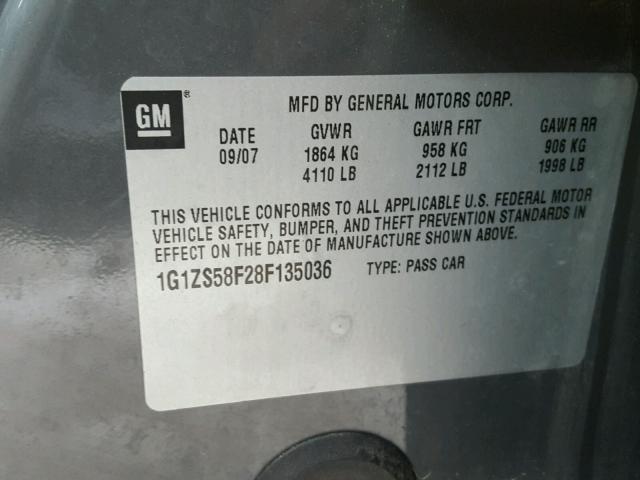 GM ®
MFD BY GENERAL MOTORS CORP.
DATE GVWR GAWR FRT GAWR RR
09/07 1864 KG 958 KG 906 KG
4110 LB 2112 LB 1998 LB
THIS VEHICLE CONFORMS TO ALL APPLICABLE U.S. FEDERAL MOTOR
VEHICLE SAFETY, BUMPER, AND THEFT PREVENTION STANDARDS IN
EFFECT ON THE DATE OF MANUFACTURE SHOWN ABOVE.
1G1ZS58F28F135036 TYPE: PASS CAR